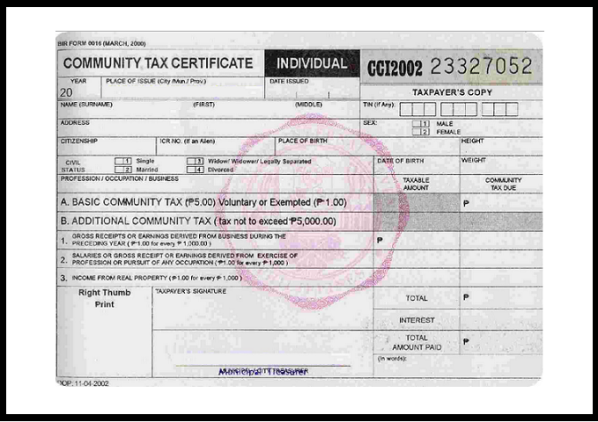 BIR FORM 0016 (MARCH, 2000)
COMMUNITY TAX CERTIFICATE INDIVIDUAL CCI2002 23327052
YEAR PLACE OF ISSUE (City /Mun./ Prov.) DATE ISSUED TAXPAYER'S COPY
20
NAME (SURNAME) (FIRST) (MIDDLE) TIN (If Any)
ADDRESS SEX: 1 MALE
2 FEMALE
CITIZENSHIP ICR NO. (If an Alien) PLACE OF BIRTH HEIGHT
CIVIL STATUS 1 Single 3 Widow/ Widower/ Legally Separated DATE OF BIRTH WEIGHT
2 Married 4 Divorced
PROFESSION / OCCUPATION / BUSINESS TAXABLE AMOUNT COMMUNITY TAX DUE
A. BASIC COMMUNITY TAX (₱5.00) Voluntary or Exempted (₱1.00) ₱
B. ADDITIONAL COMMUNITY TAX (tax not to exceed ₱5,000.00)
1. GROSS RECEIPTS OR EARNINGS DERIVED FROM BUSINESS DURING THE ₱
PRECEDING YEAR (₱1.00 for every ₱ 1,000.00)
2. SALARIES OR GROSS RECEIPT OR EARNINGS DERIVED FROM EXERCISE OF
PROFESSION OR PURSUIT OF ANY OCCUPATION (₱1.00 for every ₱ 1,000)
3. INCOME FROM REAL PROPERTY (₱1.00 for every ₱ 1,000)
Right Thumb TAXPAYER'S SIGNATURE TOTAL ₱
Print
INTEREST
TOTAL ₱
AMOUNT PAID
(in words)
Municipal Treasurer
OOP: 11-04-2002